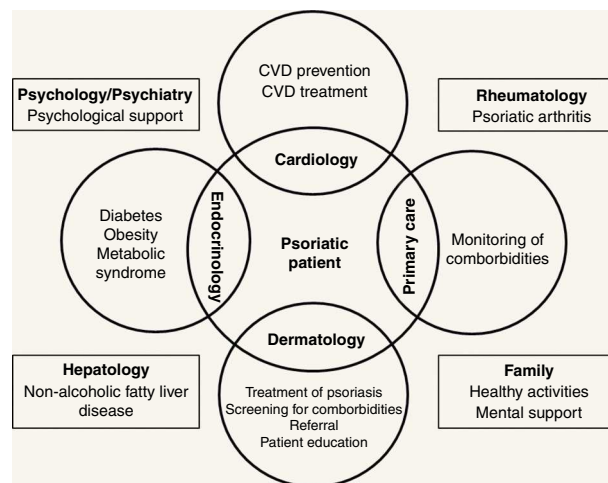 CVD prevention
CVD treatment
Psychology/Psychiatry
Psychological support
Rheumatology
Psoriatic arthritis
Cardiology
Diabetes
Obesity
Metabolic
syndrome
Endocrinology
Psoriatic
patient
Primary care
Monitoring of
comborbidities
Dermatology
Hepatology
Non-alcoholic fatty liver
disease
Treatment of psoriasis
Screening for comborbidities
Referral
Patient education
Family
Healthy activities
Mental support